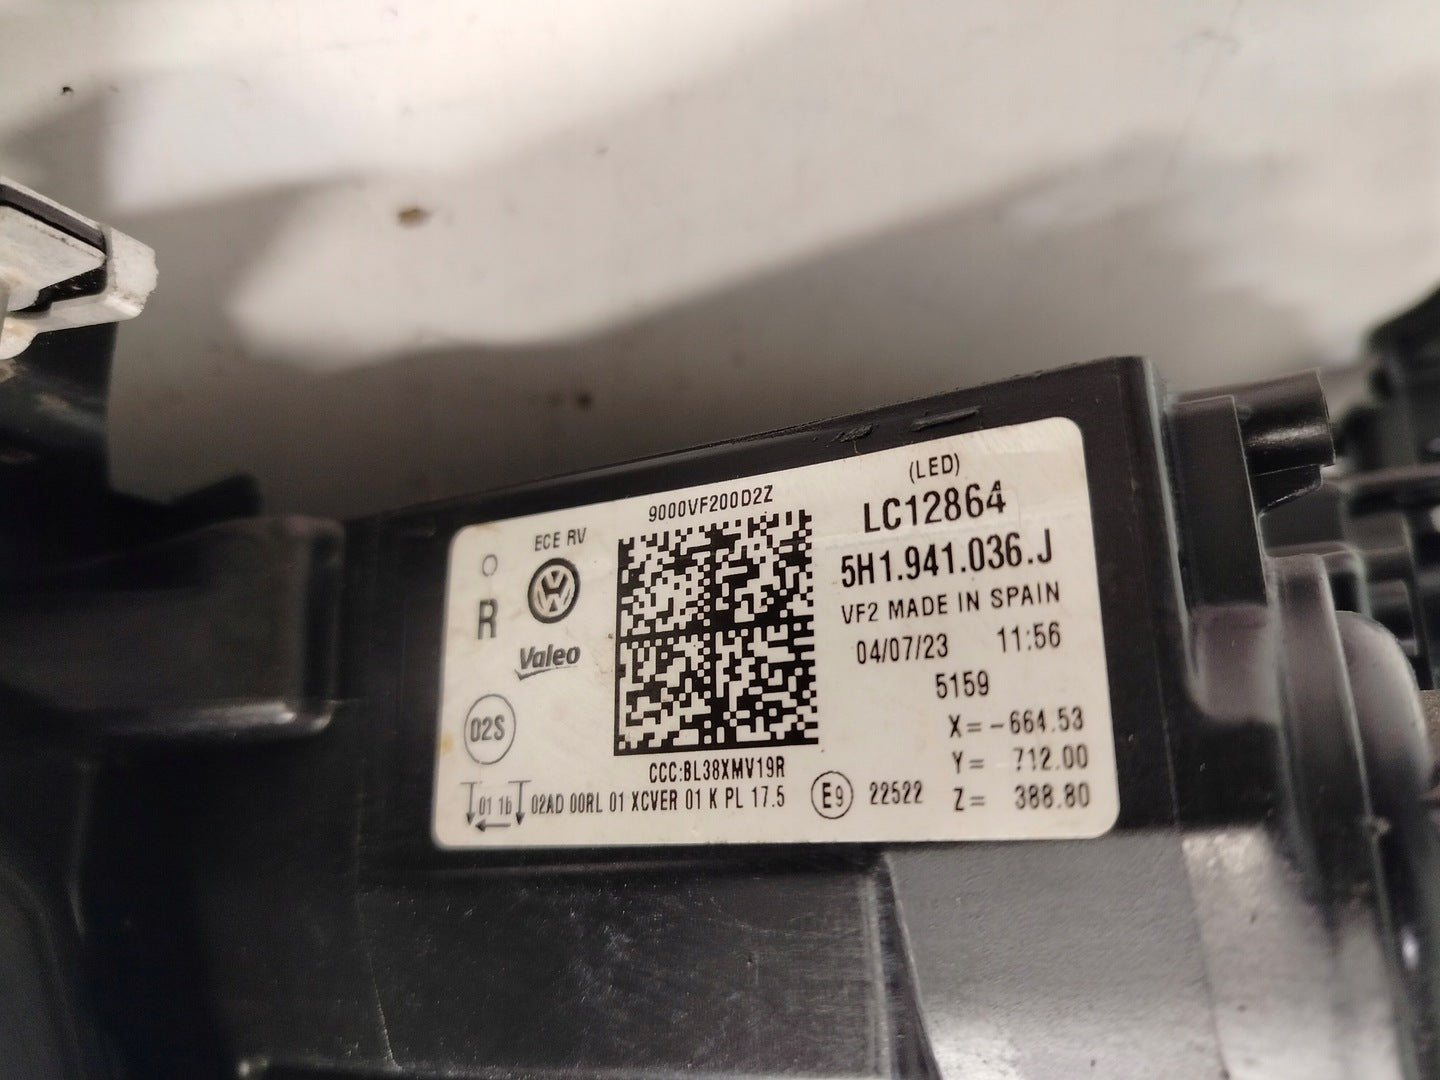 (LED)
9000VF200D2Z
LC12864
ECE RV
5H1.941.036.J
R
VF2 MADE IN SPAIN
Valeo
04/07/23 11:56
5159
02S
X=-664.53
Y= 712.00
CCC:BL38XMV19R
01 1b 02AD 00RL 01 XCVER 01 K PL 17.5 E9 22522
Z= 388.80